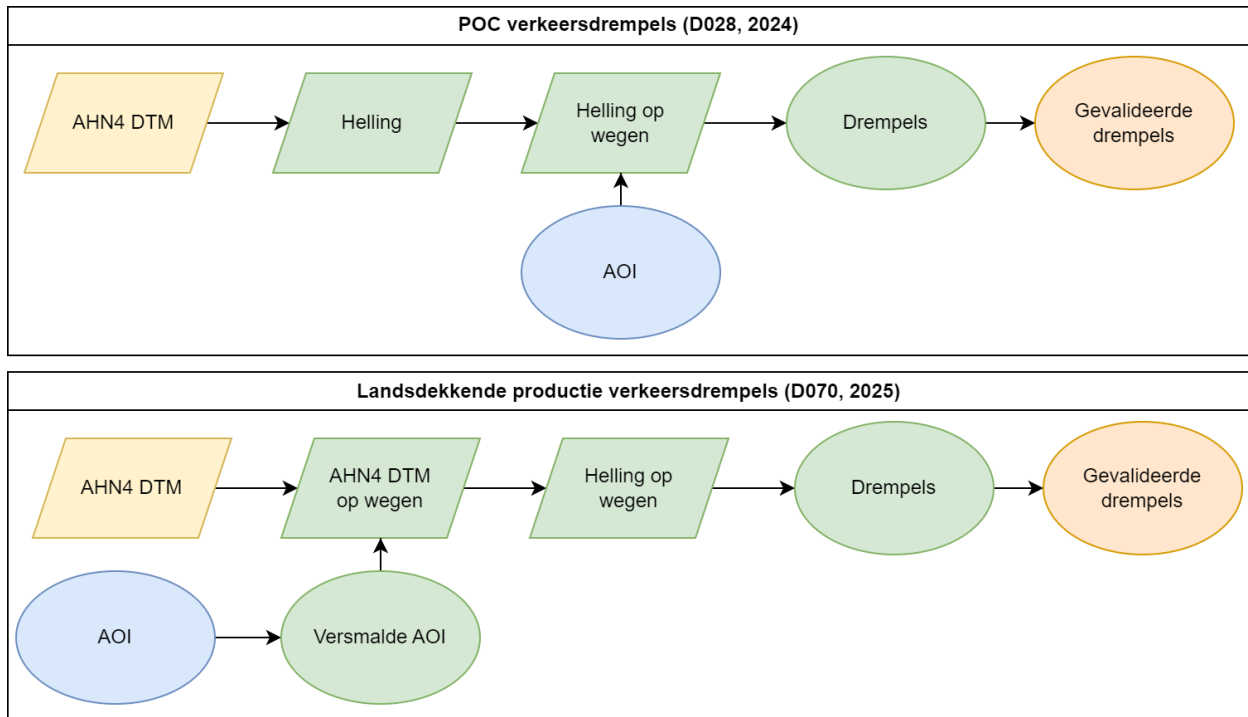 POC verkeersdrempels (D028, 2024)
AHN4 DTM
Helling
Helling op
wegen
Drempels
Gevalideerde
drempels
AOI
Landsdekkende productie verkeersdrempels (D070, 2025)
AHN4 DTM
AHN4 DTM
op wegen
Helling op
wegen
Drempels
Gevalideerde
drempels
AOI
Versmalde AOI